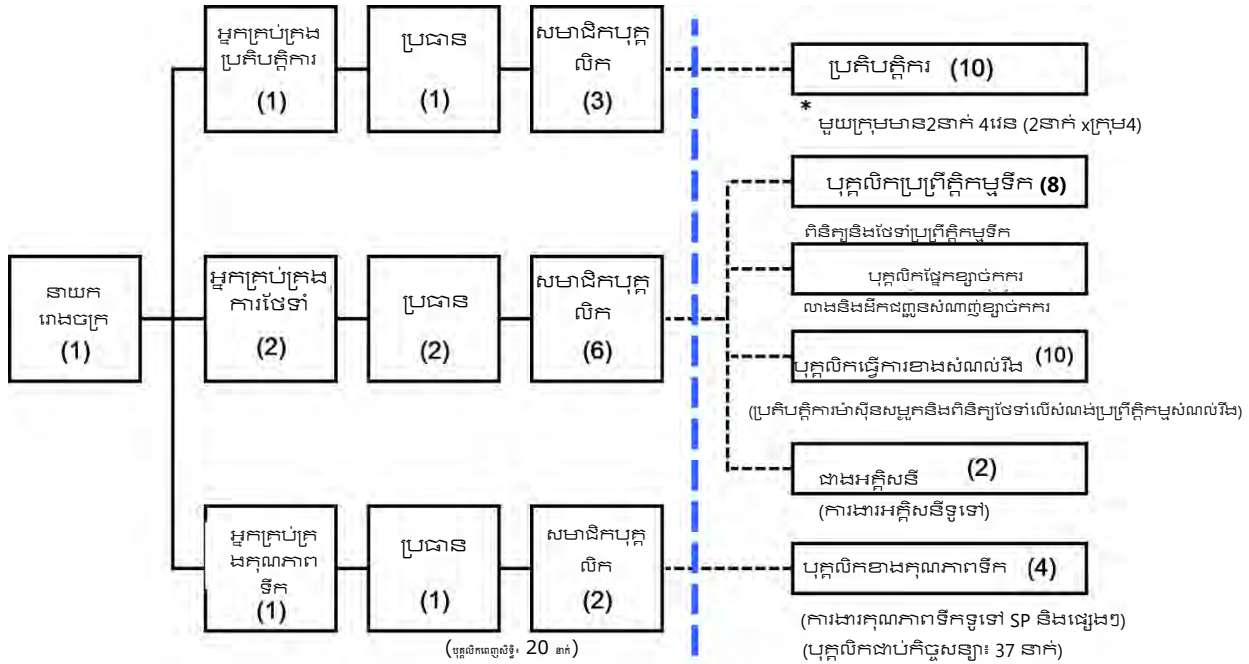 អ្នកគ្រប់គ្រង
ប្រតិបត្តិការ
(1)
ប្រធាន
(1)
សមាជិកបុគ្គ
លិក
(3)
ប្រតិបត្តិករ (10)
* មួយក្រុមមាន2នាក់ 4វេន (2នាក់ xក្រុម4)
នាយក
រោងចក្រ
(1)
អ្នកគ្រប់គ្រង
ការថែទាំ
(2)
ប្រធាន
(2)
សមាជិកបុគ្គ
លិក
(6)
បុគ្គលិកប្រព្រឹត្តិកម្មទឹក (8)
ពិនិត្យនិងថែទាំប្រព្រឹត្តិកម្មទឹក
បុគ្គលិកផ្នែកខ្សាច់កករ
លាងនិងដឹកជញ្ជូនសំណាញ់ខ្សាច់កករ
បុគ្គលិកធ្វើការខាងសំណល់រឹង (10)
(ប្រតិបត្តិការម៉ាស៊ីនសម្ងួតនិងពិនិត្យថែទាំលើសំណង់ប្រព្រឹត្តកម្មសំណល់រឹង)
ជាងអគ្គិសនី (2)
(ការងារអគ្គិសនីទូទៅ)
អ្នកគ្រប់គ្រ
ងគុណភាព
ទឹក
(1)
ប្រធាន
(1)
សមាជិកបុគ្គ
លិក
(2)
បុគ្គលិកខាងគុណភាពទឹក (4)
(ការងារគុណភាពទឹកទូទៅ SP និងផ្សេងៗ)
(បុគ្គលិកពេញសិទ្ធិ៖ 20 នាក់)
(បុគ្គលិកជាប់កិច្ចសន្យា៖ 37 នាក់)